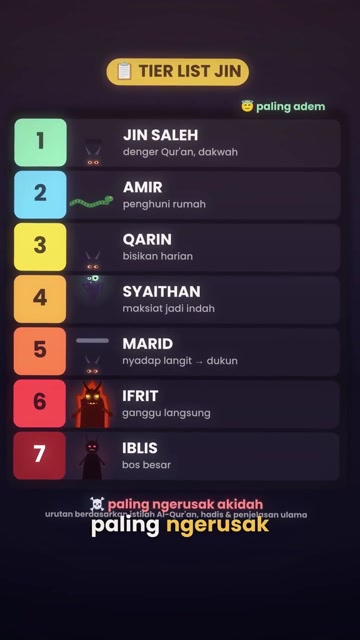 📋 TIER LIST JIN
😇 paling adem
1
JIN SALEH
denger Qur'an, dakwah
2
AMIR
penghuni rumah
3
QARIN
bisikan harian
4
SYAITHAN
maksiat jadi indah
5
MARID
nyadap langit → dukun
6
IFRIT
ganggu langsung
7
IBLIS
bos besar
☠️ paling ngerusak akidah
urutan berdasarkan istilah Al-Qur'an, hadis & penjelasan ulama
paling ngerusak